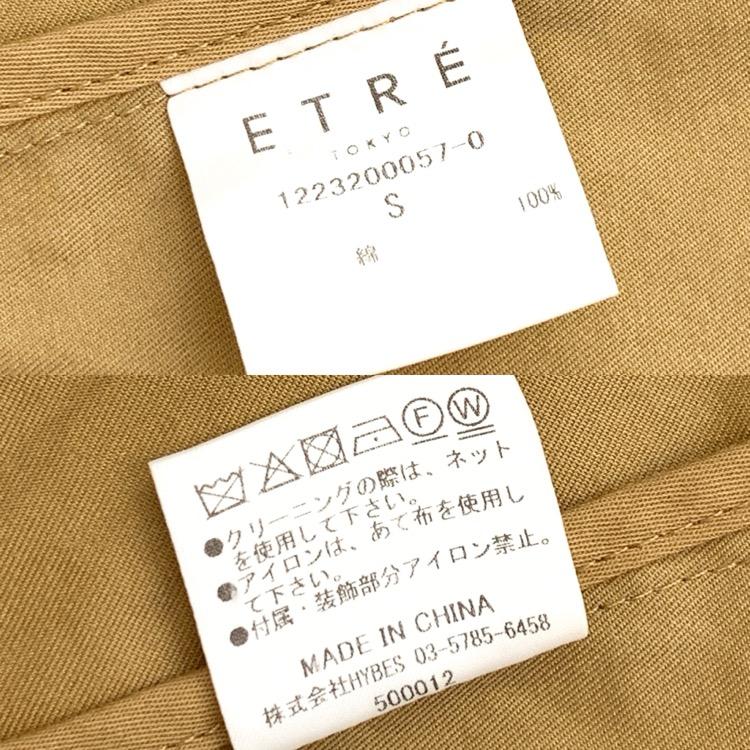 ETRÉ
TOKYO
1223200057-0
S
綿 100%
F W
●クリーニングの際は、ネット
を使用して下さい。
●アイロンは、あて布を使用し
て下さい。
●付属・装飾部分アイロン禁止。
MADE IN CHINA
株式会社HYBES 03-5785-6458
500012